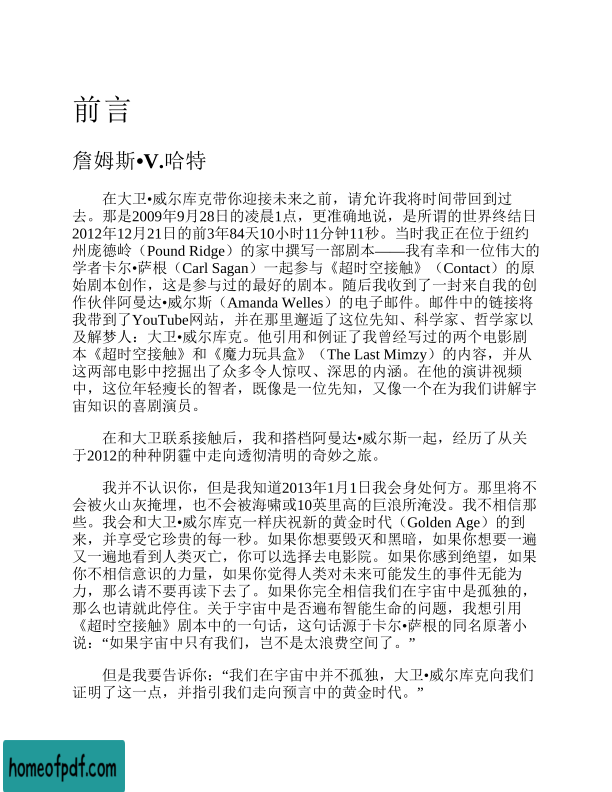 前言
詹姆斯•V.哈特
在大卫•威尔库克带你迎接未来之前，请允许我将时间带回到过
去。那是2009年9月28日的凌晨1点，更准确地说，是所谓的世界终结日
2012年12月21日的前3年84天10小时11分钟11秒。当时我正在位于纽约
州庞德岭（Pound Ridge）的家中撰写一部剧本——我有幸和一位伟大的
学者卡尔•萨根（Carl Sagan）一起参与《超时空接触》（Contact）的原
始剧本创作，这是参与过的最好的剧本。随后我收到了一封来自我的创
作伙伴阿曼达•威尔斯（Amanda Welles）的电子邮件。邮件中的链接将
我带到了YouTube网站，并在那里邂逅了这位先知、科学家、哲学家以
及解梦人：大卫•威尔库克。他引用和例证了我曾经写过的两个电影剧
本《超时空接触》和《魔力玩具盒》（The Last Mimzy）的内容，并从
这两部电影中挖掘出了众多令人惊叹、深思的内涵。在他的演讲视频
中，这位年轻瘦长的智者，既像是一位先知，又像一个在为我们讲解宇
宙知识的喜剧演员。
在和大卫联系接触后，我和搭档阿曼达•威尔斯一起，经历了从关
于2012的种种阴霾中走向透彻清明的奇妙之旅。
我并不认识你，但是我知道2013年1月1日我会身处何方。那里将不
会被火山灰掩埋，也不会被海啸或10英里高的巨浪所淹没。我不相信那
些。我会和大卫•威尔库克一样庆祝新的黄金时代（Golden Age）的到
来，并享受它珍贵的每一秒。如果你想要毁灭和黑暗，如果你想要一遍
又一遍地看到人类灭亡，你可以选择去电影院。如果你感到绝望，如果
你不相信意识的力量，如果你觉得人类对未来可能发生的事件无能为
力，那么请不要再读下去了。如果你完全相信我们在宇宙中是孤独的，
那么也请就此停住。关于宇宙中是否遍布智能生命的问题，我想引用
《超时空接触》剧本中的一句话，这句话源于卡尔•萨根的同名原著小
说：“如果宇宙中只有我们，岂不是太浪费空间了。”
但是我要告诉你：“我们在宇宙中并不孤独，大卫•威尔库克向我们
证明了这一点，并指引我们走向预言中的黄金时代。”
homeofpdf.com